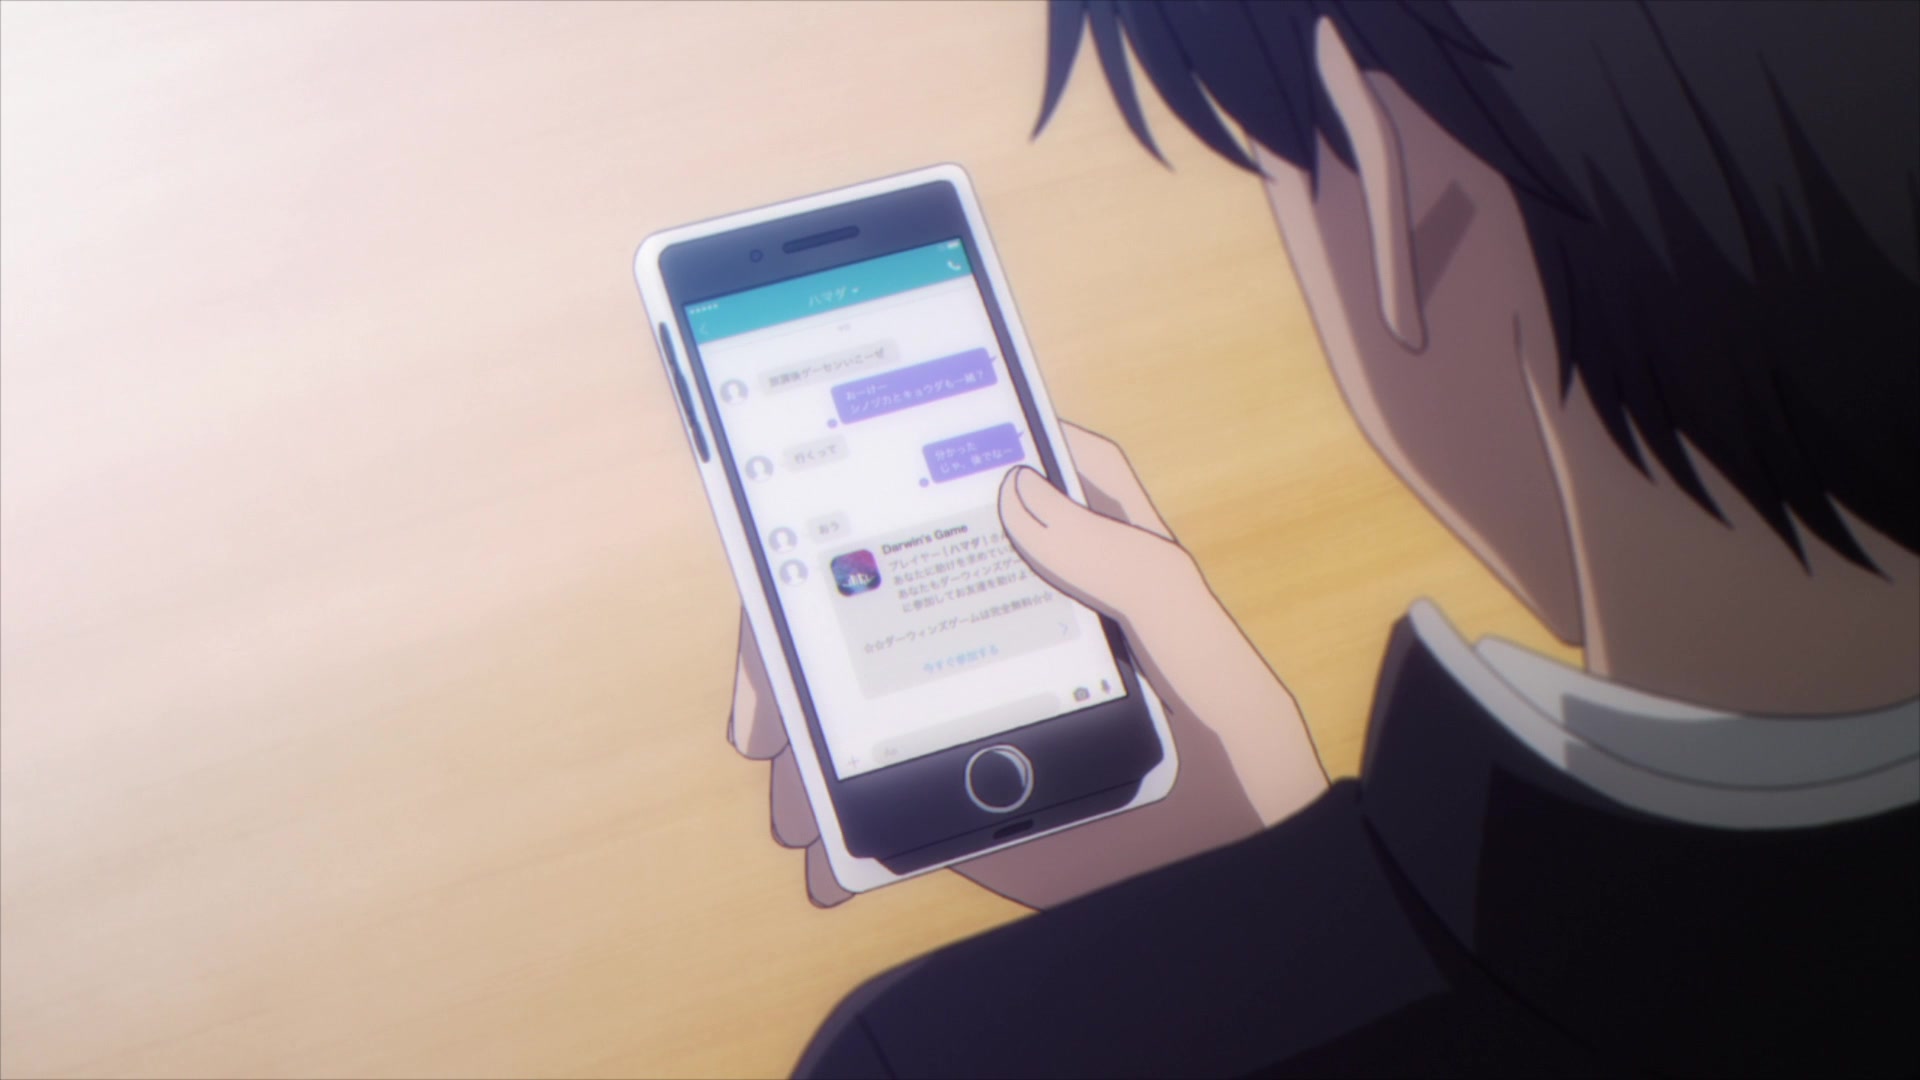 ハマダ
今日
放課後ゲーセンいこーぜ
おーけー
シノヅカとキョウダも一緒？
行くって
分かった
じゃ、後でなー
おう
Darwin's Game
プレイヤー「ハマダ」さん
あなたに助けを求めてい
あなたもダーウィンズゲー
に参加してお友達を助けよ
☆☆ダーウィンズゲームは完全無料☆☆
今すぐ参加する
Aa